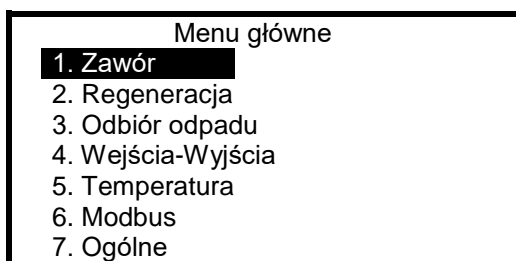 Menu główne
1. Zawór
2. Regeneracja
3. Odbiór odpadu
4. Wejścia-Wyjścia
5. Temperatura
6. Modbus
7. Ogólne